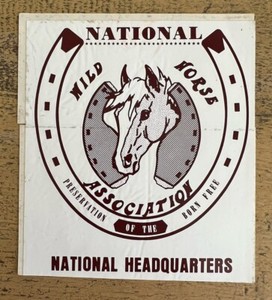 NATIONAL
WILD HORSE
ASSOCIATION
PRESERVATION OF THE BORN FREE
NATIONAL HEADQUARTERS